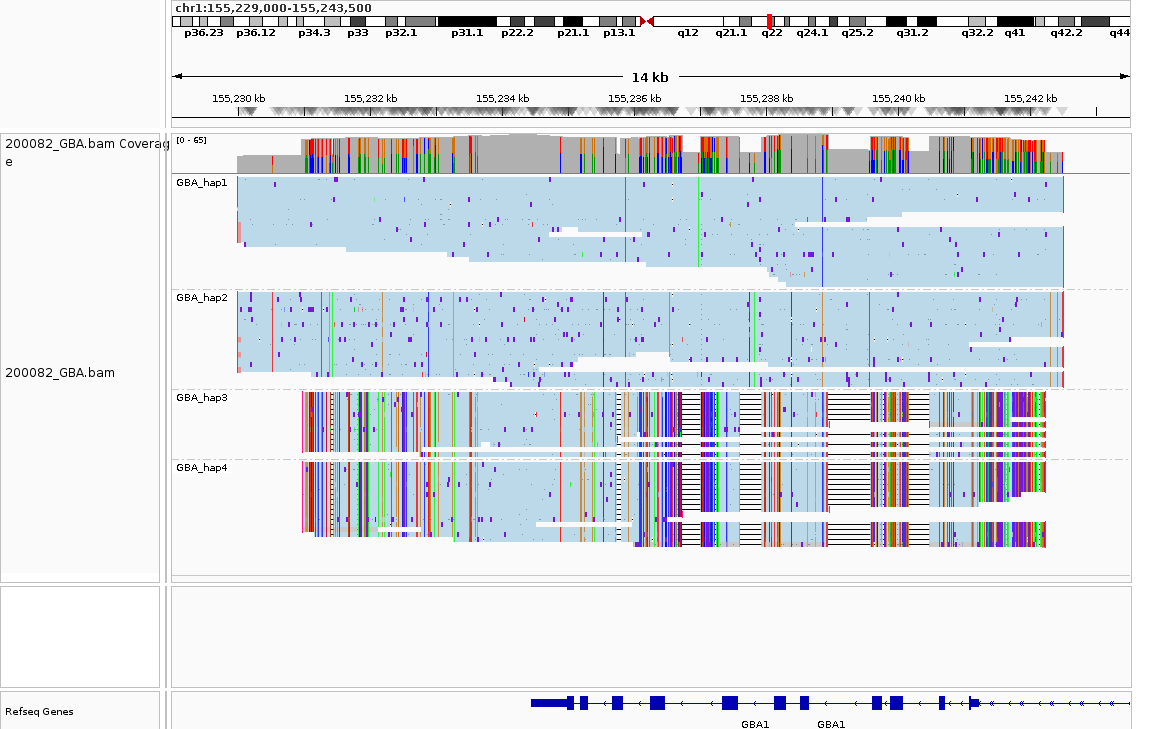 chr1:155,229,000-155,243,500
p36.23 p36.12 p34.3 p33 p32.1 p31.1 p22.2 p21.1 p13.1 q12 q21.1 q22 q24.1 q25.2 q31.2 q32.2 q41 q42.2 q44
14 kb
155,230 kb 155,232 kb 155,234 kb 155,236 kb 155,238 kb 155,240 kb 155,242 kb
200082_GBA.bam Coverag
e
[0 - 65]
GBA_hap1
GBA_hap2
200082_GBA.bam
GBA_hap3
GBA_hap4
Refseq Genes
GBA1 GBA1